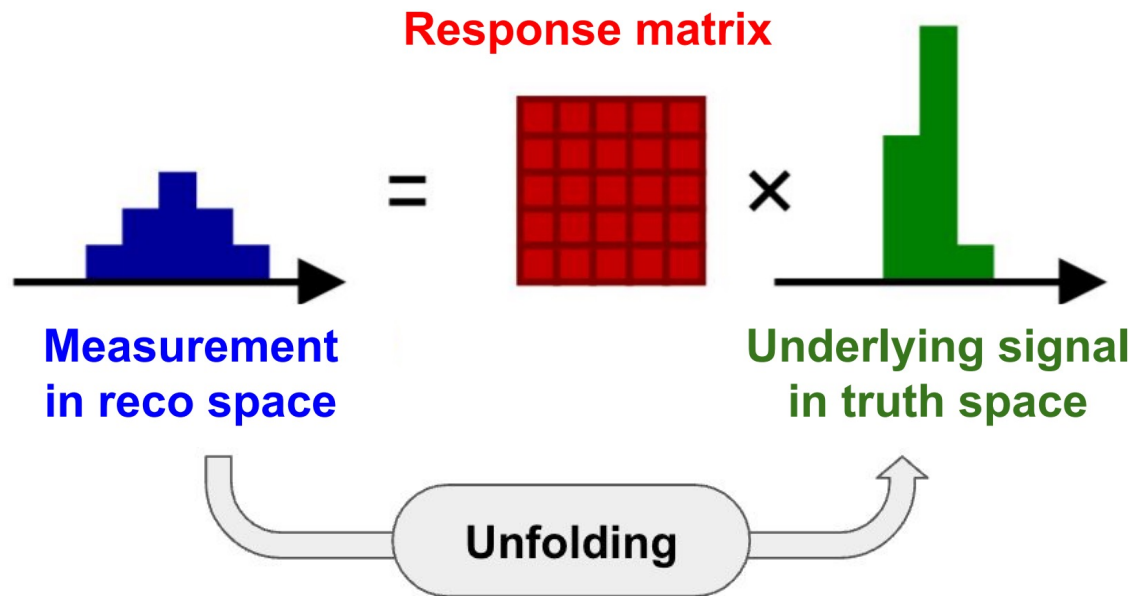 Response matrix
=
×
Measurement
in reco space
Underlying signal
in truth space
Unfolding